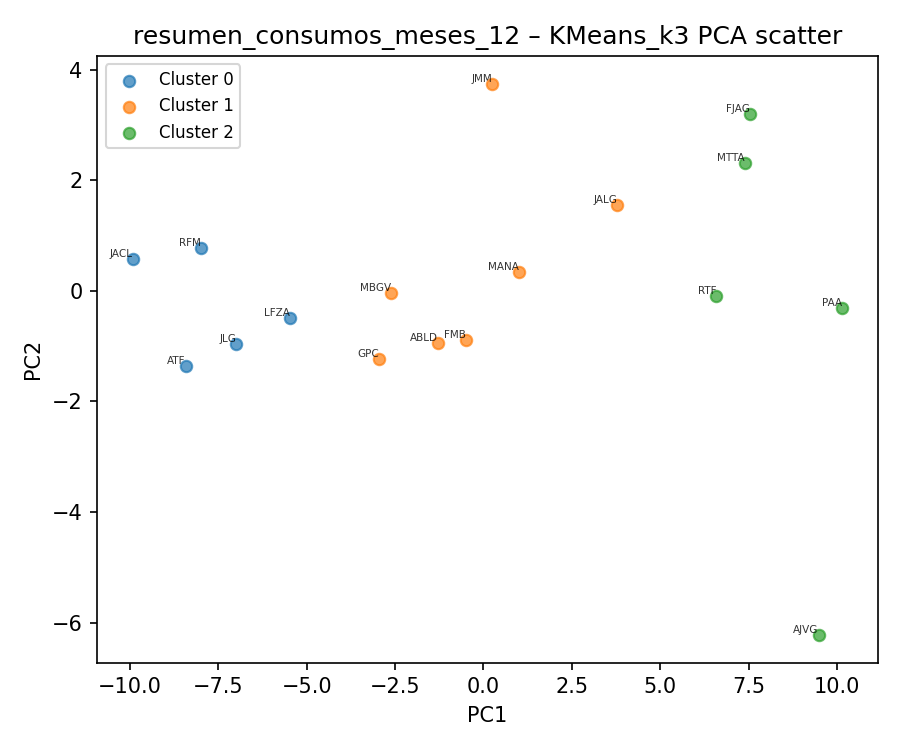 resumen_consumos_meses_12 – KMeans_k3 PCA scatter
Cluster 0
Cluster 1
Cluster 2
4
2
0
−2
−4
−6
PC2
JMM
FJAG
MTTA
JALG
RFM
JACL
MANA
MBGV
RTF
PAA
LFZA
JLG
ABLD
FMB
GPC
ATF
AJVG
−10.0
−7.5
−5.0
−2.5
0.0
2.5
5.0
7.5
10.0
PC1